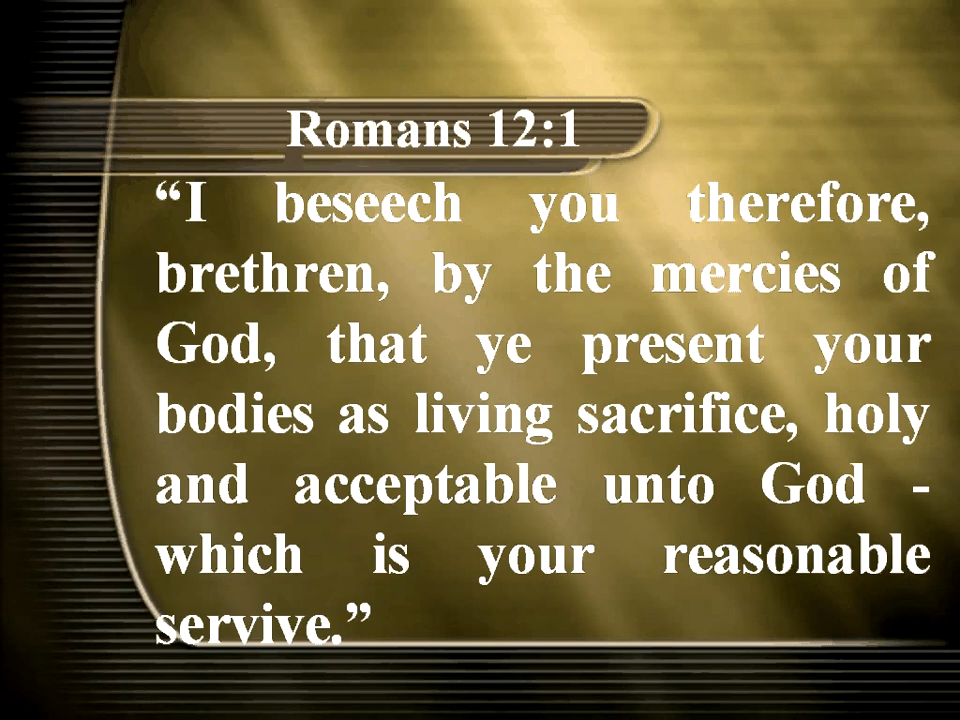 Romans 12:1
“I beseech you therefore,
brethren, by the mercies of
God, that ye present your
bodies as living sacrifice, holy
and acceptable unto God -
which is your reasonable
servive.”